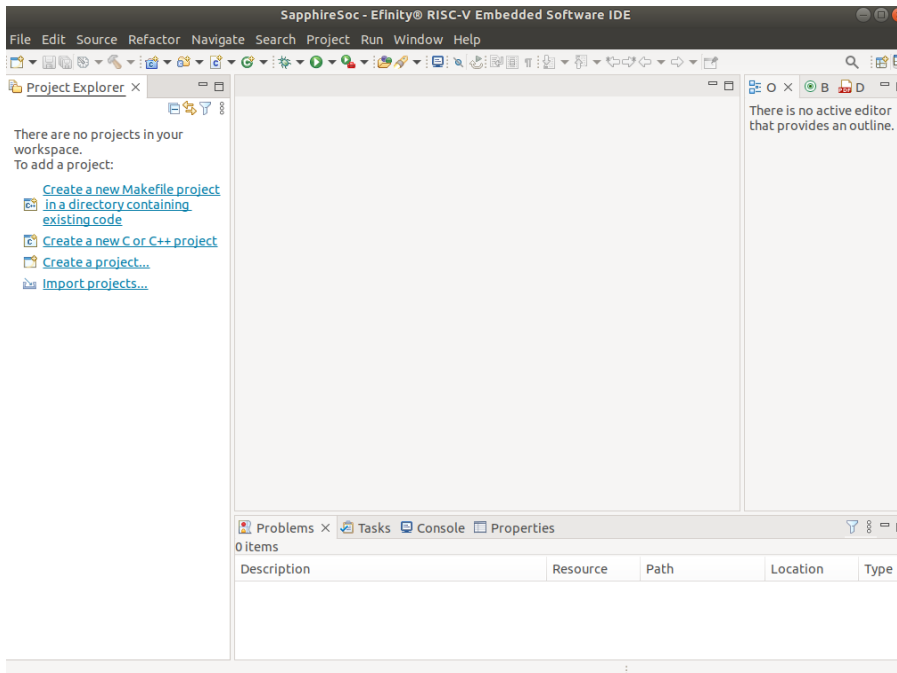 SapphireSoc - Efinity® RISC-V Embedded Software IDE
File Edit Source Refactor Navigate Search Project Run Window Help
Project Explorer
O B D
There are no projects in your
workspace.
To add a project:
Create a new Makefile project
in a directory containing
existing code
Create a new C or C++ project
Create a project...
Import projects...
There is no active editor
that provides an outline.
Problems Tasks Console Properties
0 items
Description Resource Path Location Type